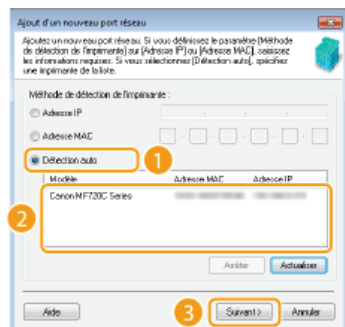 Ajout d'un nouveau port réseau
Ajoutez un nouveau port réseau. Si vous définissez le paramètre [Méthode
de détection de l'imprimante] sur [Adresse IP] ou [Adresse MAC], saisissez
les informations requises. Si vous sélectionnez [Détection auto], spécifiez
une imprimante de la liste.
Méthode de détection de l'imprimante :
Adresse IP
Adresse MAC
Détection auto
1
Modèle Adresse MAC Adresse IP
Canon MF720C Series
2
Arrêter Actualiser
Aide 3 Suivant > Annuler